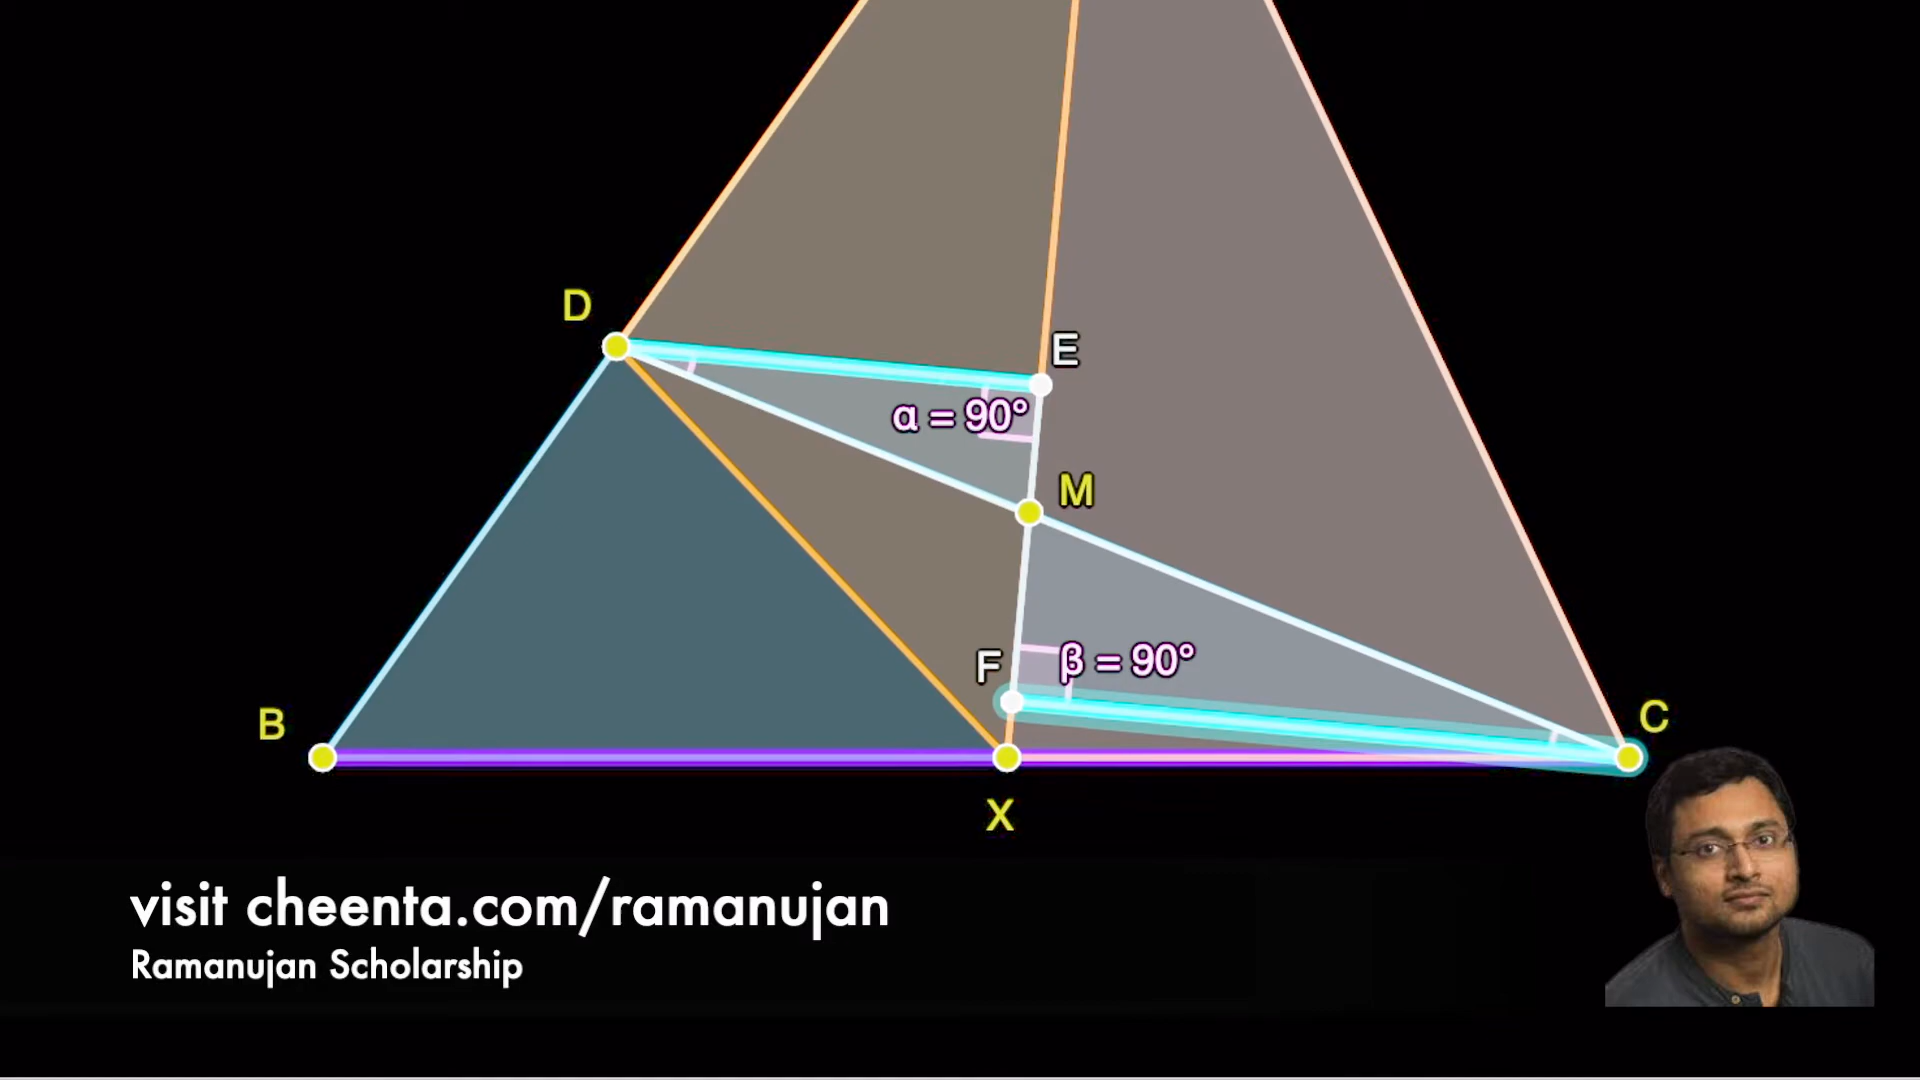 D
E
α = 90°
M
F
β = 90°
B
C
X
visit cheenta.com/ramanujan
Ramanujan Scholarship